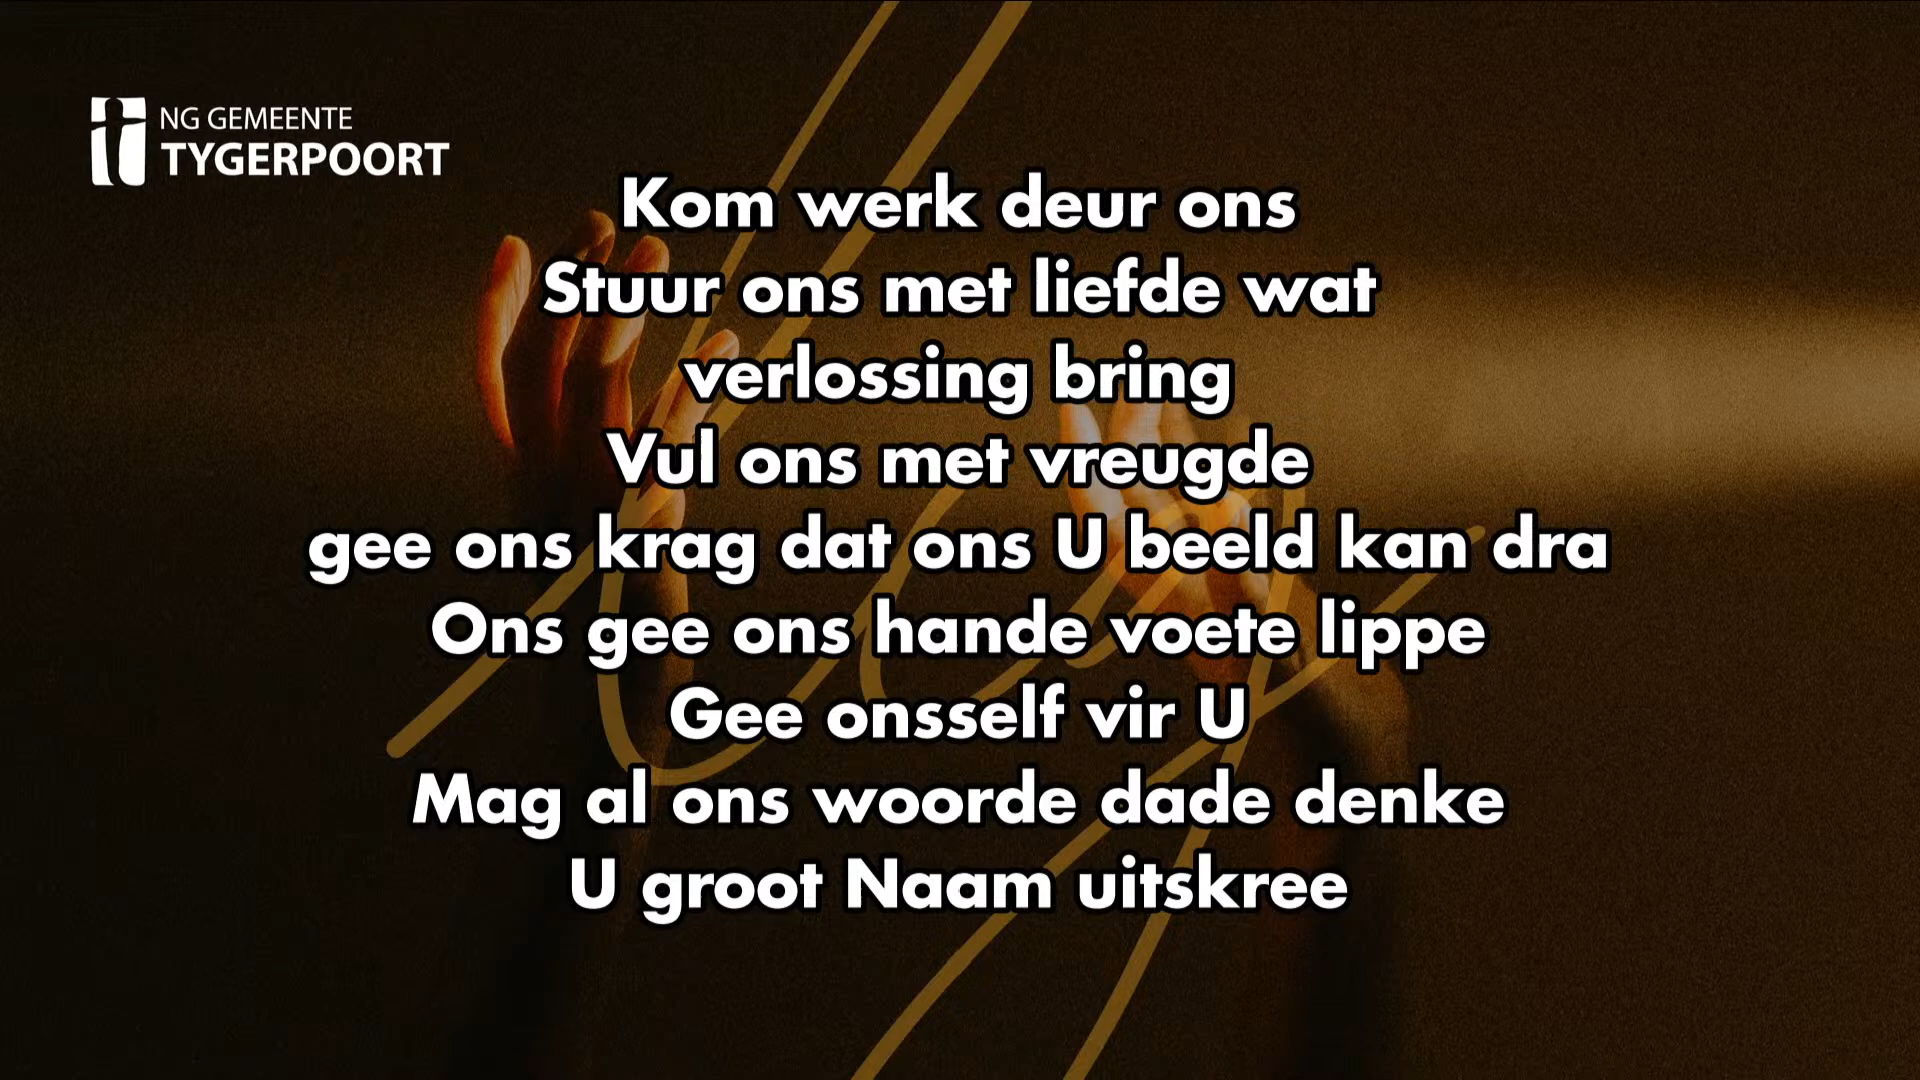 NG GEMEENTE
TYGERPOORT
Kom werk deur ons
Stuur ons met liefde wat
verlossing bring
Vul ons met vreugde
gee ons krag dat ons U beeld kan dra
Ons gee ons hande voete lippe
Gee onsself vir U
Mag al ons woorde dade denke
U groot Naam uitskree